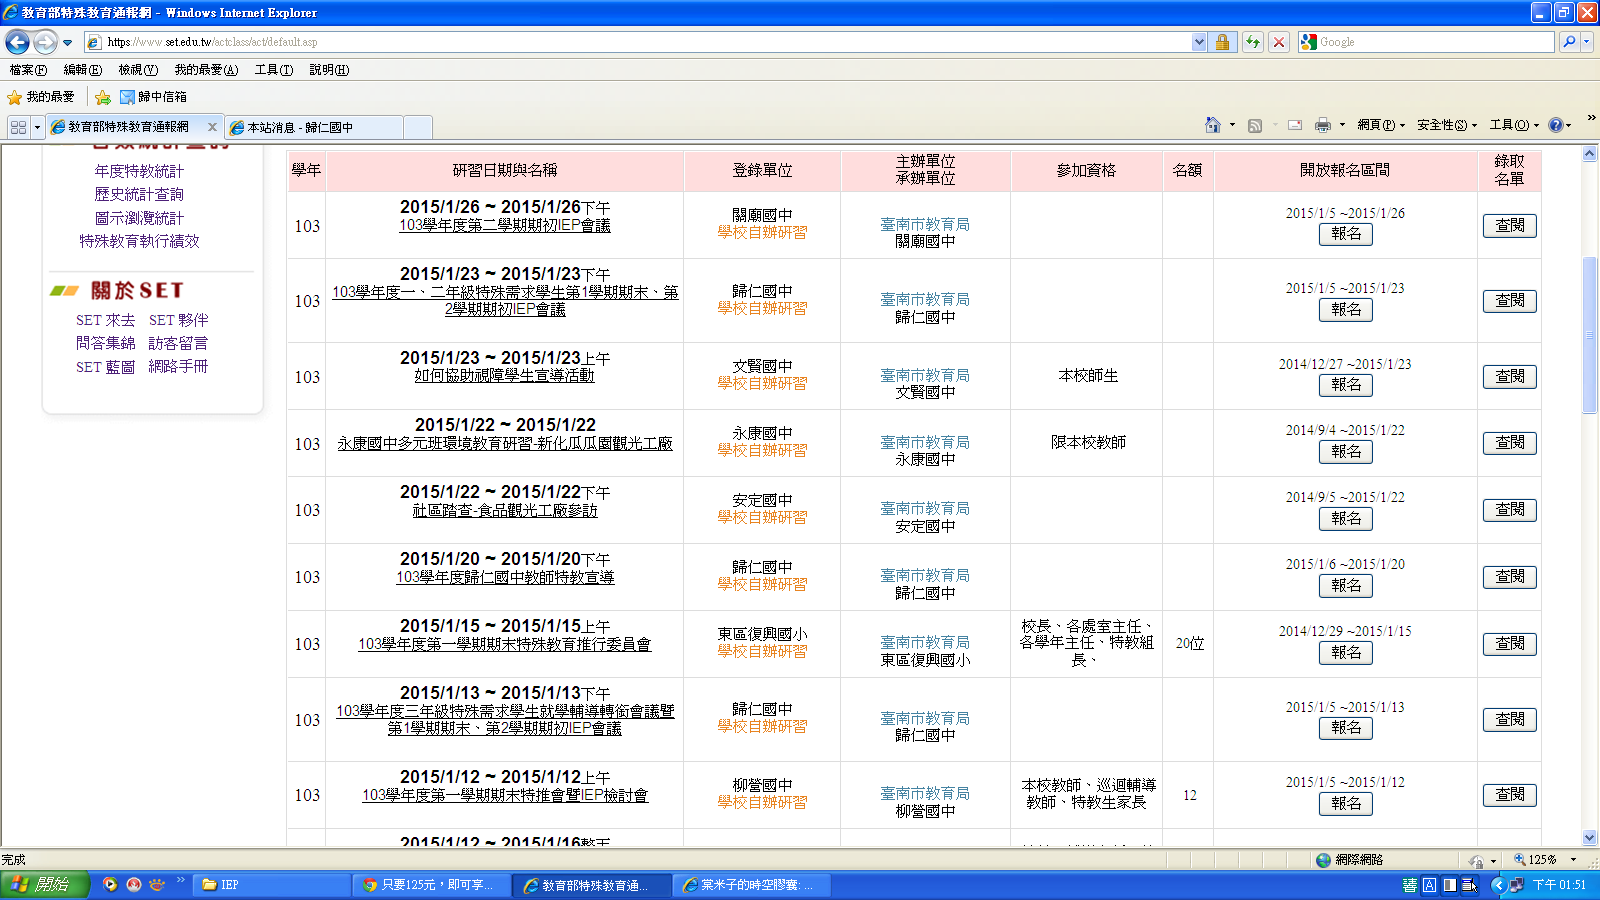 教育部特殊教育通報網 - Windows Internet Explorer
https://www.set.edu.tw/actclass/act/default.asp
Google
檔案(F) 編輯(E) 檢視(V) 我的最愛(A) 工具(T) 說明(H)
我的最愛 歸中信箱
教育部特殊教育通報網 本站消息 - 歸仁國中
網頁(P) 安全性(S) 工具(O)
年度特教統計
歷史統計查詢
圖示瀏覽統計
特殊教育執行績效
關於SET
SET 來去 SET 夥伴
問答集錦 訪客留言
SET 藍圖 網路手冊
學年 研習日期與名稱 登錄單位 主辦單位 承辦單位 參加資格 名額 開放報名區間 錄取名單
103 2015/1/26 ~ 2015/1/26下午
103學年度第二學期期初IEP會議
關廟國中
學校自辦研習
臺南市教育局
關廟國中
2015/1/5 ~2015/1/26
報名 查閱
103 2015/1/23 ~ 2015/1/23下午
103學年度一、二年級特殊需求學生第1學期期末、第
2學期期初IEP會議
歸仁國中
學校自辦研習
臺南市教育局
歸仁國中
2015/1/5 ~2015/1/23
報名 查閱
103 2015/1/23 ~ 2015/1/23上午
如何協助視障學生宣導活動
文賢國中
學校自辦研習
臺南市教育局
文賢國中
本校師生
2014/12/27 ~2015/1/23
報名 查閱
103 2015/1/22 ~ 2015/1/22
永康國中多元班環境教育研習-新化瓜瓜園觀光工廠
永康國中
學校自辦研習
臺南市教育局
永康國中
限本校教師
2014/9/4 ~2015/1/22
報名 查閱
103 2015/1/22 ~ 2015/1/22下午
社區踏查-食品觀光工廠參訪
安定國中
學校自辦研習
臺南市教育局
安定國中
2014/9/5 ~2015/1/22
報名 查閱
103 2015/1/20 ~ 2015/1/20下午
103學年度歸仁國中教師特教宣導
歸仁國中
學校自辦研習
臺南市教育局
歸仁國中
2015/1/6 ~2015/1/20
報名 查閱
103 2015/1/15 ~ 2015/1/15上午
103學年度第一學期期末特殊教育推行委員會
東區復興國小
學校自辦研習
臺南市教育局
東區復興國小
校長、各處室主任、
各學年主任、特教組
長、
20位
2014/12/29 ~2015/1/15
報名 查閱
103 2015/1/13 ~ 2015/1/13下午
103學年度三年級特殊需求學生就學輔導轉銜會議暨
第1學期期末、第2學期期初IEP會議
歸仁國中
學校自辦研習
臺南市教育局
歸仁國中
2015/1/5 ~2015/1/13
報名 查閱
103 2015/1/12 ~ 2015/1/12上午
103學年度第一學期期末特推會暨IEP檢討會
柳營國中
學校自辦研習
臺南市教育局
柳營國中
本校教師、巡迴輔導
教師、特教生家長
12
2015/1/5 ~2015/1/12
報名 查閱
2015/1/12 ~ 2015/1/16整天
完成 網際網路 125%
開始 IEP 只要125元，即可享... 教育部特殊教育通... 葉米子的時空膠囊:... 下午 01:51